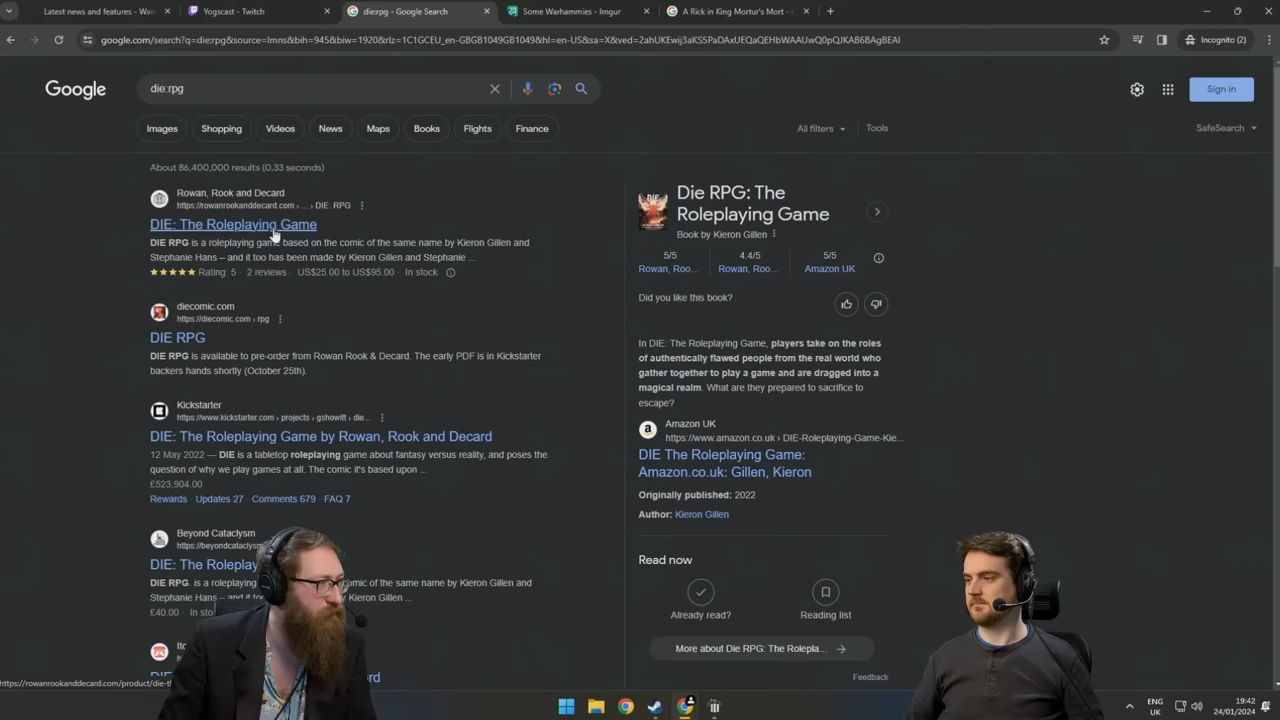 Latest news and features - War
Yogscast - Twitch
die:rpg - Google Search
Some Warhammies - Imgur
A Rick in King Mortur's Mort -
google.com/search?q=die:rpg&source=lmns&bih=945&biw=1920&rlz=1C1GCEU_en-GBGB1049GB1049&hl=en-US&sa=X&ved=2ahUKEwij3aKS5PaDAxUEQaQEHbWAAUwQ0pQJKAB6BAgBEAI
Incognito (2)
Google
die:rpg
Sign in
Images
Shopping
Videos
News
Maps
Books
Flights
Finance
All filters
Tools
SafeSearch
About 86,400,000 results (0.33 seconds)
Rowan, Rook and Decard
https://rowanrookanddecard.com › ... › DIE: RPG
DIE: The Roleplaying Game
DIE RPG is a roleplaying game based on the comic of the same name by Kieron Gillen and
Stephanie Hans – and it too has been made by Kieron Gillen and Stephanie ...
Rating: 5 · 2 reviews · US$25.00 to US$95.00 · In stock
diecomic.com
https://diecomic.com › rpg
DIE RPG
DIE RPG is available to pre-order from Rowan Rook & Decard. The early PDF is in Kickstarter
backers hands shortly (October 25th).
Kickstarter
https://www.kickstarter.com › projects › gshowitt › die...
DIE: The Roleplaying Game by Rowan, Rook and Decard
12 May 2022 — DIE is a tabletop roleplaying game about fantasy versus reality, and poses the
question of why we play games at all. The comic it's based upon ...
£523,904.00
Rewards · Updates 27 · Comments 679 · FAQ 7
Beyond Cataclysm
https://beyondcataclysm
DIE: The Rolepla
DIE RPG. is a roleplaying
comic of the same name by Kieron Gillen and
Stephanie Hans – and it to
Kieron Gillen ...
£40.00 · In sto
Itc
rd
https://rowanrookanddecard.com/product/die-th
Die RPG: The
Roleplaying Game
Book by Kieron Gillen
5/5
Rowan, Roo...
4.4/5
Rowan, Roo...
5/5
Amazon UK
Did you like this book?
In DIE: The Roleplaying Game, players take on the roles
of authentically flawed people from the real world who
gather together to play a game and are dragged into a
magical realm. What are they prepared to sacrifice to
escape?
Amazon UK
https://www.amazon.co.uk › DIE-Roleplaying-Game-Kie...
DIE The Roleplaying Game:
Amazon.co.uk: Gillen, Kieron
Originally published: 2022
Author: Kieron Gillen
Read now
Already read?
Reading list
More about Die RPG: The Rolepla...
Feedback
ENG
UK
19:42
24/01/2024